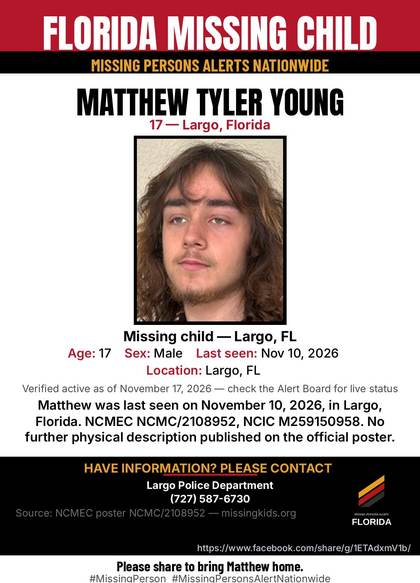 FLORIDA MISSING CHILD
MISSING PERSONS ALERTS NATIONWIDE
MATTHEW TYLER YOUNG
17 — Largo, Florida
Missing child — Largo, FL
Age: 17 Sex: Male Last seen: Nov 10, 2026
Location: Largo, FL
Verified active as of November 17, 2026 — check the Alert Board for live status
Matthew was last seen on November 10, 2026, in Largo,
Florida. NCMEC NCMC/2108952, NCIC M259150958. No
further physical description published on the official poster.
HAVE INFORMATION? PLEASE CONTACT
Largo Police Department
(727) 587-6730
Source: NCMEC poster NCMC/2108952 — missingkids.org
MISSING PERSONS ALERTS
FLORIDA
https://www.facebook.com/share/g/1ETAdxmV1b/
Please share to bring Matthew home.
#MissingPerson #MissingPersonsAlertNationwide